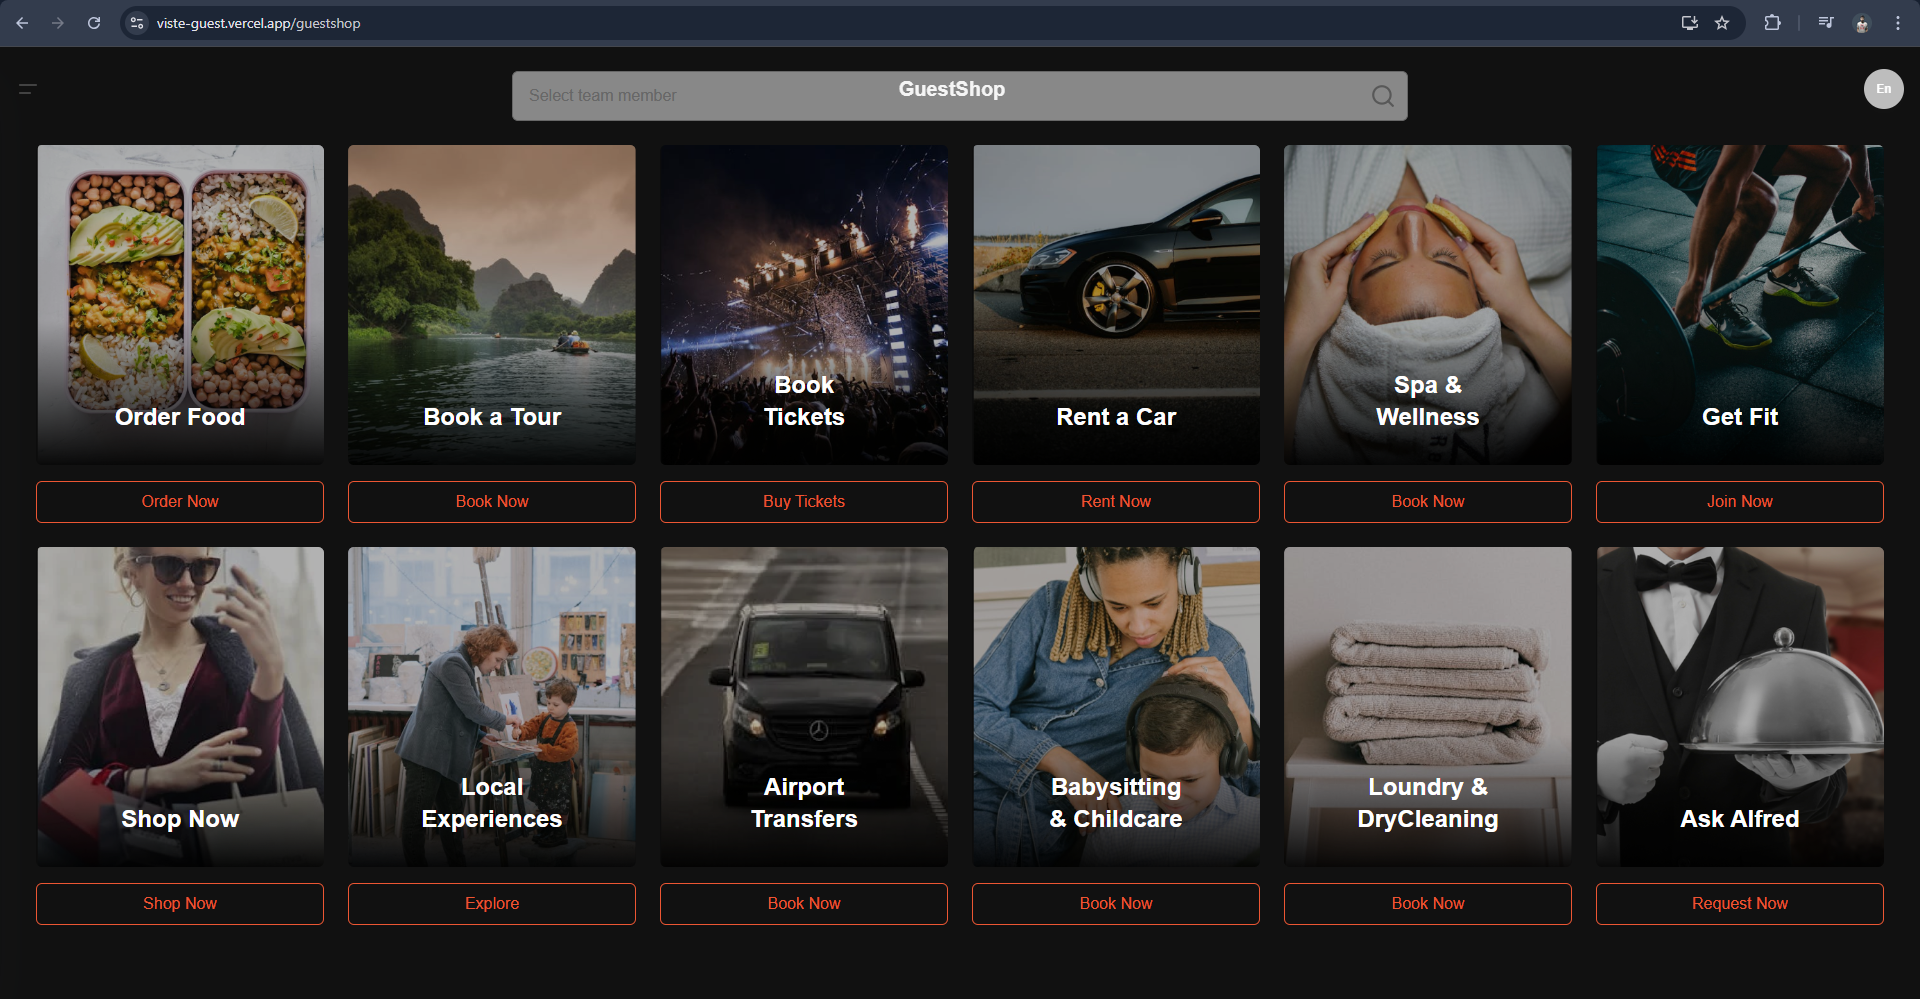 viste-guest.vercel.app/guestshop
GuestShop
Select team member
En
Order Food
Book a Tour
Book
Tickets
Rent a Car
Spa &
Wellness
Get Fit
Order Now
Book Now
Buy Tickets
Rent Now
Book Now
Join Now
Shop Now
Local
Experiences
Airport
Transfers
Babysitting
& Childcare
Loundry &
DryCleaning
Ask Alfred
Shop Now
Explore
Book Now
Book Now
Book Now
Request Now